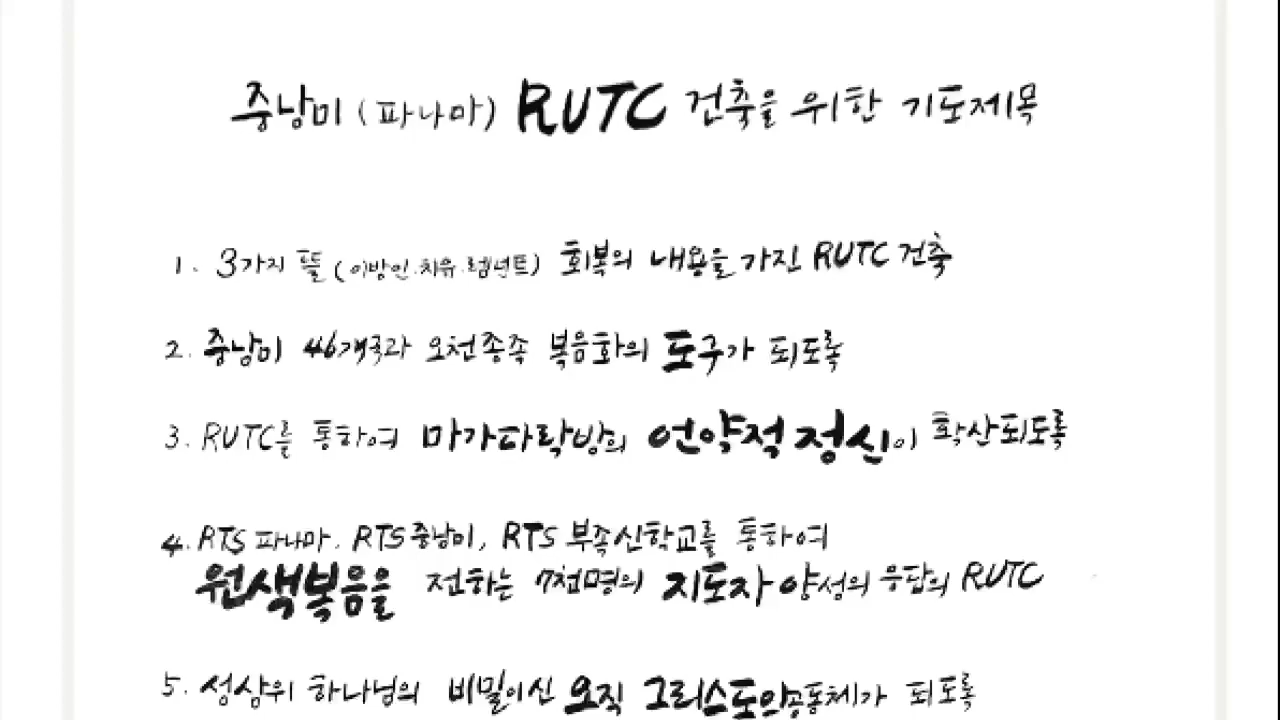 중남미 (파나마) RUTC 건축을 위한 기도제목
1. 3가지 뜰 (이방인.치유.렘넌트) 회복의 내용을 가진 RUTC 건축
2. 중남미 46개국과 오천종족 복음화의 도구가 되도록
3. RUTC를 통하여 마가다락방의 언약적 정신이 확산되도록
4. RTS 파나마, RTS 중남미, RTS 부족신학교를 통하여
원색복음을 전하는 7천명의 지도자 양성의 응답의 RUTC
5. 성삼위 하나님의 비밀이신 오직 그리스도의 공동체가 되도록